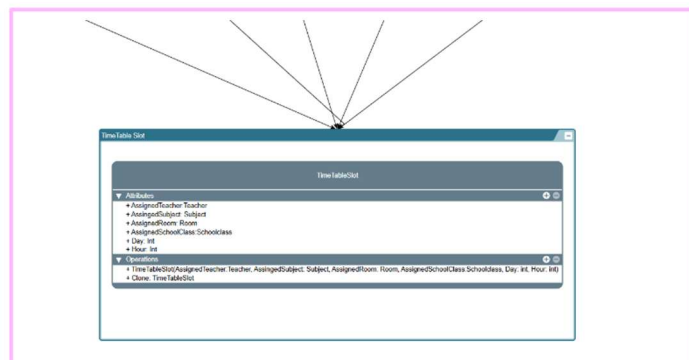 TimeTable Slot
TimeTableSlot
Attributes
+ AssignedTeacher:Teacher
+ AssingedSubject: Subject
+ AssignedRoom: Room
+ AssignedSchoolClass:Schoolclass
+ Day: Int
+ Hour: Int
Operations
+ TimeTableSlot(AssignedTeacher:Teacher, AssingedSubject: Subject, AssignedRoom: Room, AssignedSchoolClass:Schoolclass, Day: int, Hour: int)
+ Clone: TimeTableSlot